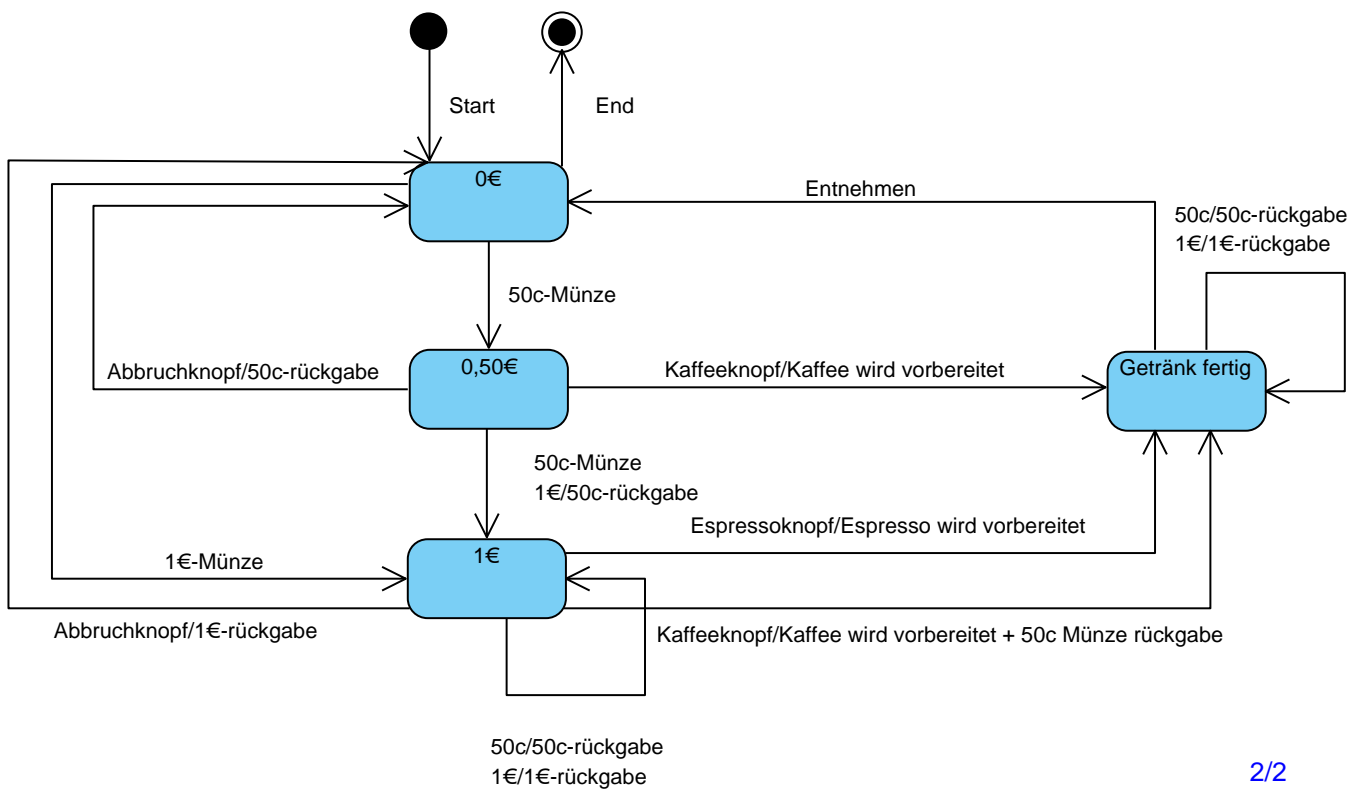 Start
End
0€
Entnehmen
50c/50c-rückgabe
1€/1€-rückgabe
50c-Münze
Abbruchknopf/50c-rückgabe
0,50€
Kaffeeknopf/Kaffee wird vorbereitet
Getränk fertig
50c-Münze
1€/50c-rückgabe
Espressoknopf/Espresso wird vorbereitet
1€-Münze
1€
Abbruchknopf/1€-rückgabe
Kaffeeknopf/Kaffee wird vorbereitet + 50c Münze rückgabe
50c/50c-rückgabe
1€/1€-rückgabe
2/2